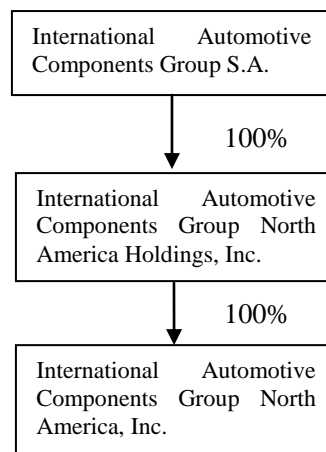 International Automotive
Components Group S.A.
100%
International Automotive
Components Group North
America Holdings, Inc.
100%
International Automotive
Components Group North
America, Inc.